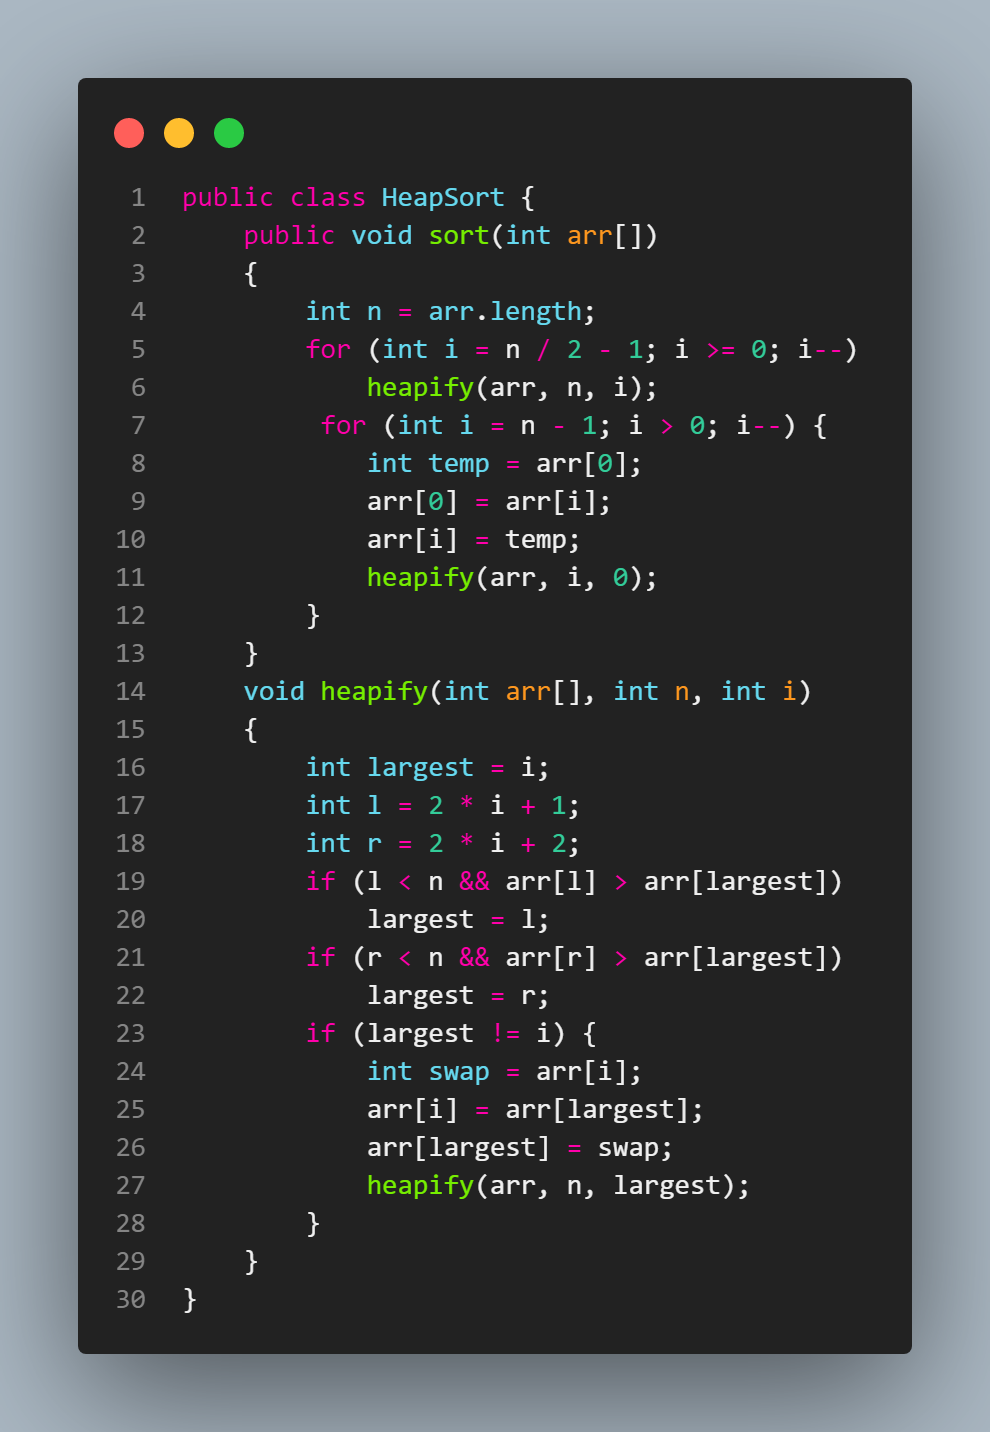 1 public class HeapSort {
2     public void sort(int arr[])
3     {
4         int n = arr.length;
5         for (int i = n / 2 - 1; i >= 0; i--)
6             heapify(arr, n, i);
7          for (int i = n - 1; i > 0; i--) {
8             int temp = arr[0];
9             arr[0] = arr[i];
10             arr[i] = temp;
11             heapify(arr, i, 0);
12         }
13     }
14     void heapify(int arr[], int n, int i)
15     {
16         int largest = i;
17         int l = 2 * i + 1;
18         int r = 2 * i + 2;
19         if (l < n && arr[l] > arr[largest])
20             largest = l;
21         if (r < n && arr[r] > arr[largest])
22             largest = r;
23         if (largest != i) {
24             int swap = arr[i];
25             arr[i] = arr[largest];
26             arr[largest] = swap;
27             heapify(arr, n, largest);
28         }
29     }
30 }